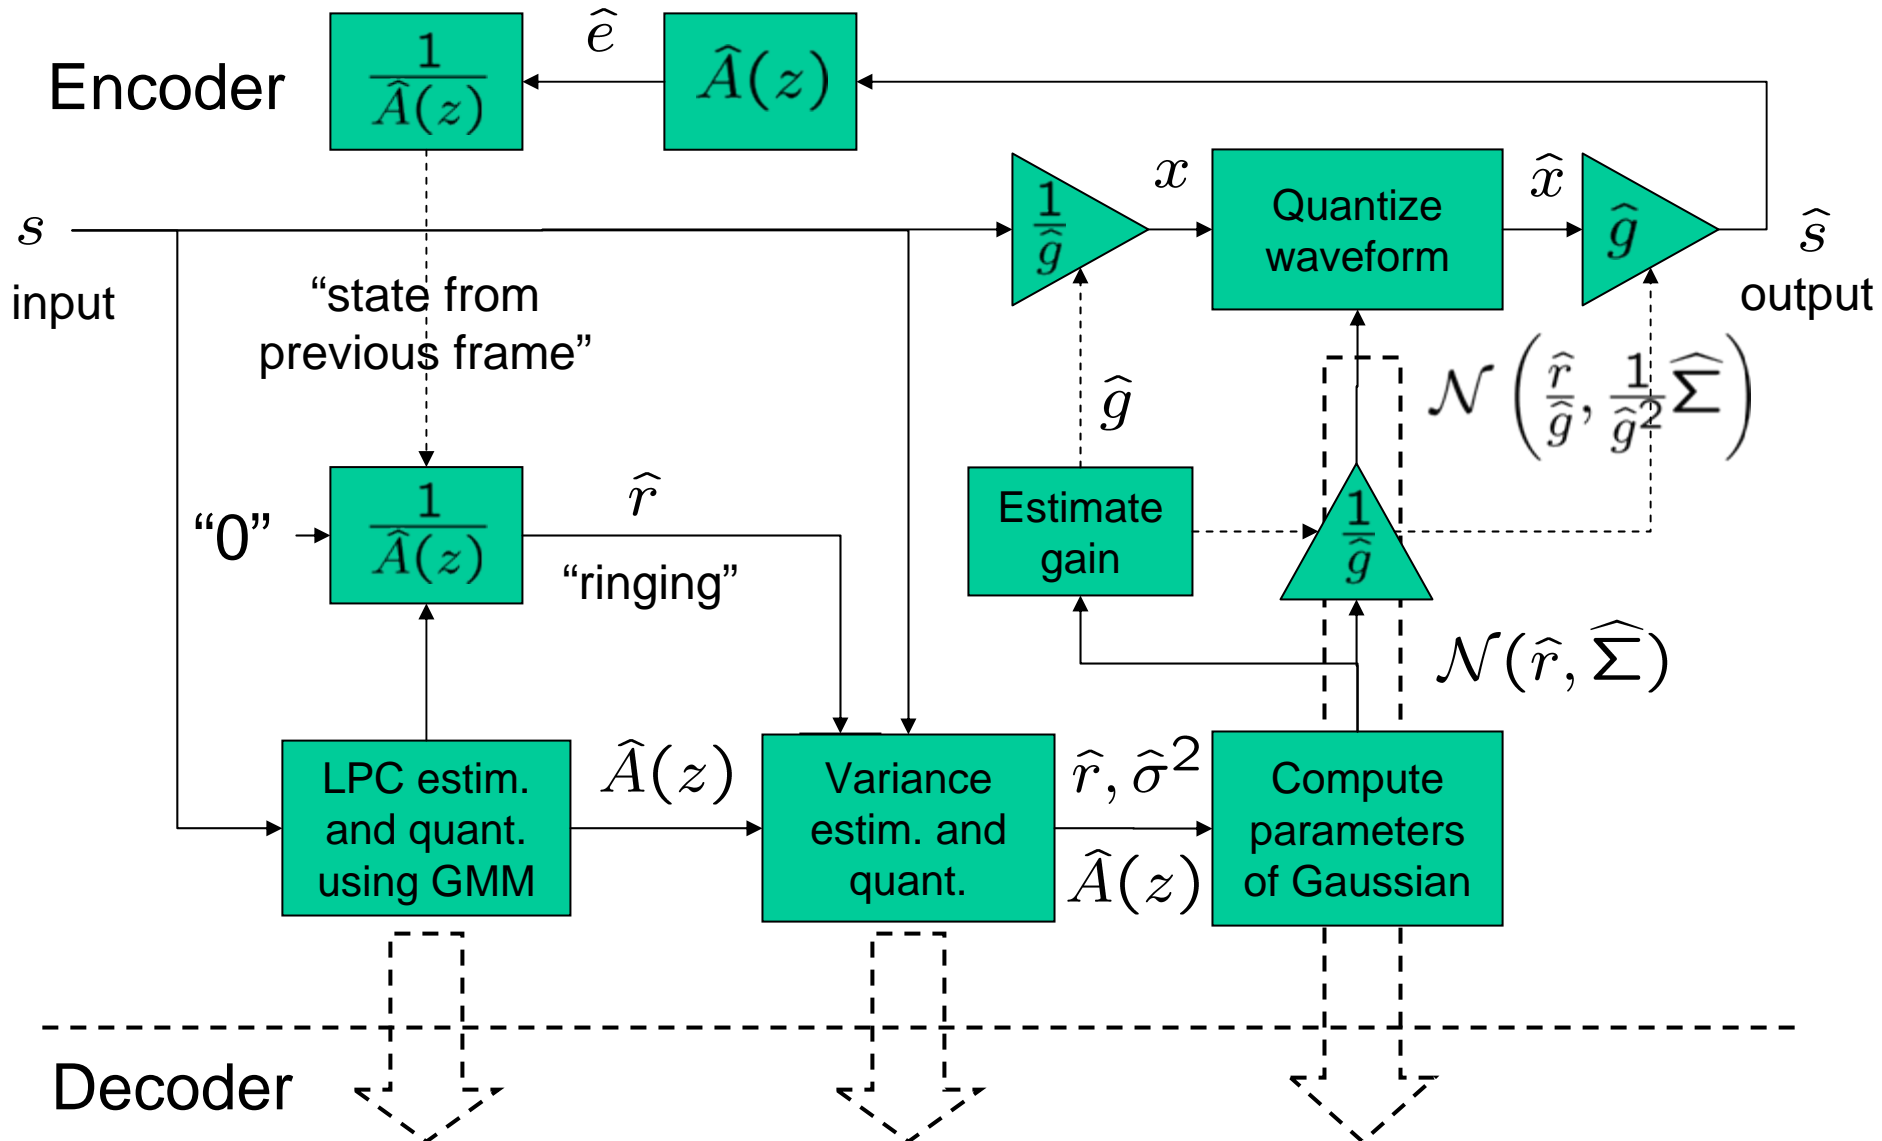 Encoder
1/Â(z)
ê
Â(z)
s
input
“state from
previous frame”
1/ĝ
x
Quantize
waveform
x̂
ĝ
ŝ
output
ĝ
𝒩(r̂/ĝ, 1/ĝ² Σ̂)
“0”
1/Â(z)
r̂
“ringing”
Estimate
gain
1/ĝ
𝒩(r̂, Σ̂)
LPC estim.
and quant.
using GMM
Â(z)
Variance
estim. and
quant.
r̂, σ̂²
Â(z)
Compute
parameters
of Gaussian
Decoder